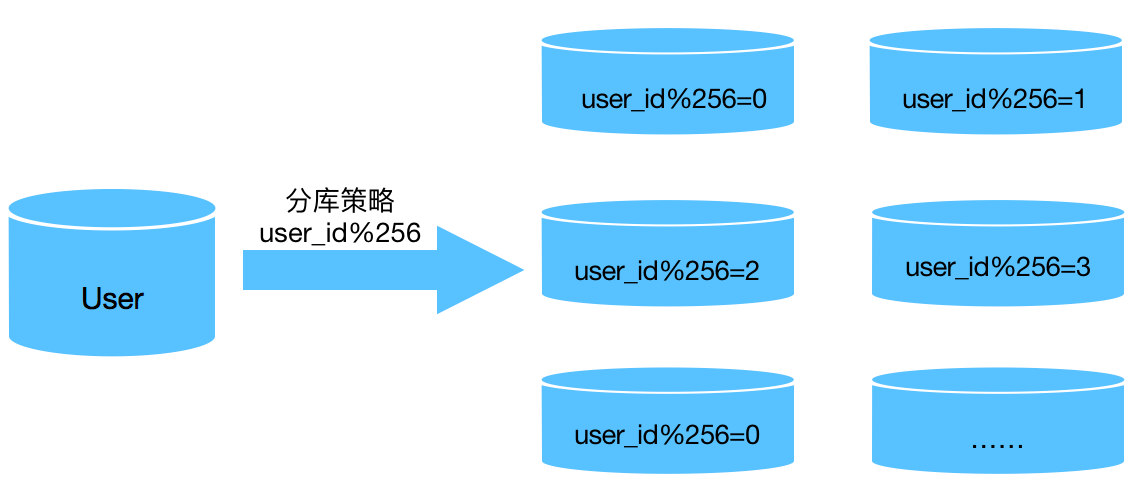 分库策略
user_id%256
User
user_id%256=0
user_id%256=1
user_id%256=2
user_id%256=3
user_id%256=0
......